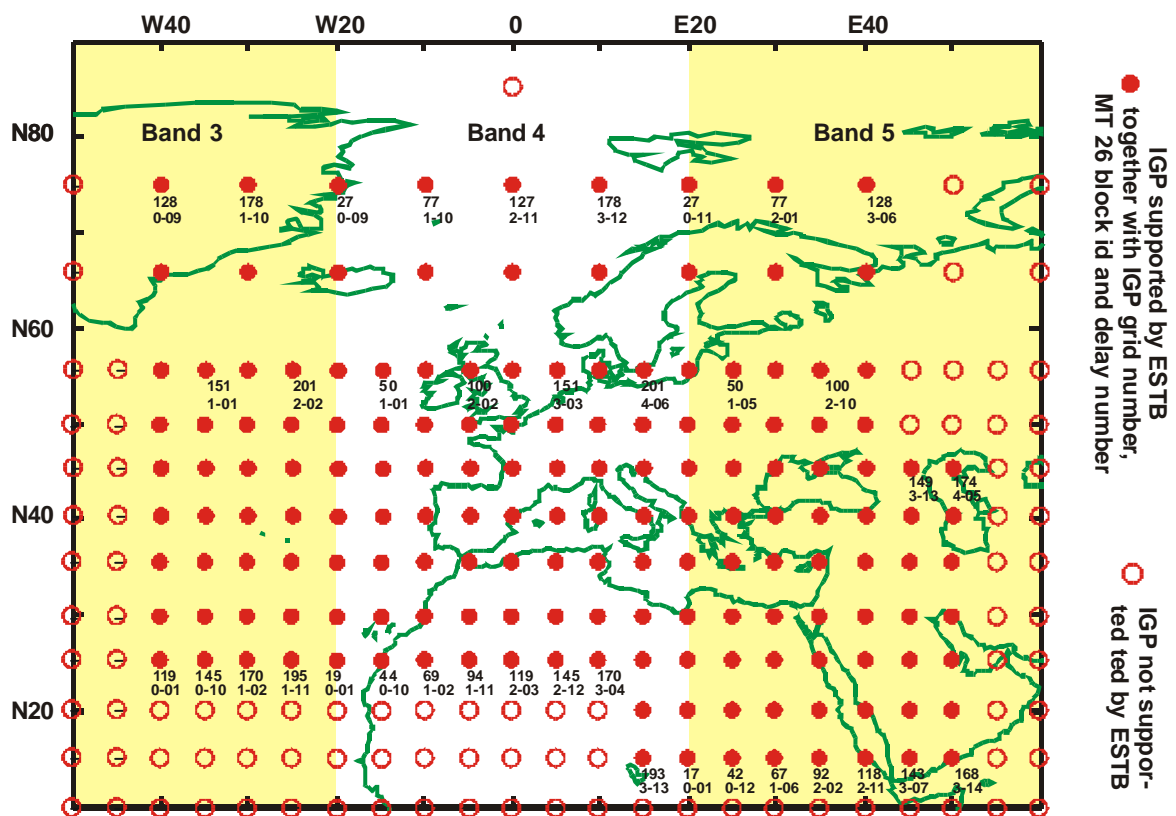 W40 W20 0 E20 E40
N80
Band 3 Band 4 Band 5
128 178 27 77 127 178 27 77 128
0-09 1-10 0-09 1-10 2-11 3-12 0-11 2-01 3-06
N60
151 201 50 100 151 201 50 100
1-01 2-02 1-01 2-02 3-03 4-06 1-05 2-10
149 174
3-13 4-05
N40
119 145 170 195 19 44 69 94 119 145 170
0-01 0-10 1-02 1-11 0-01 0-10 1-02 1-11 2-03 2-12 3-04
N20
193 17 42 67 92 118 143 168
3-13 0-01 0-12 1-06 2-02 2-11 3-07 3-14
IGP supported by ESTB
together with IGP grid number,
MT 26 block id and delay number
IGP not suppor-
ted ted by ESTB